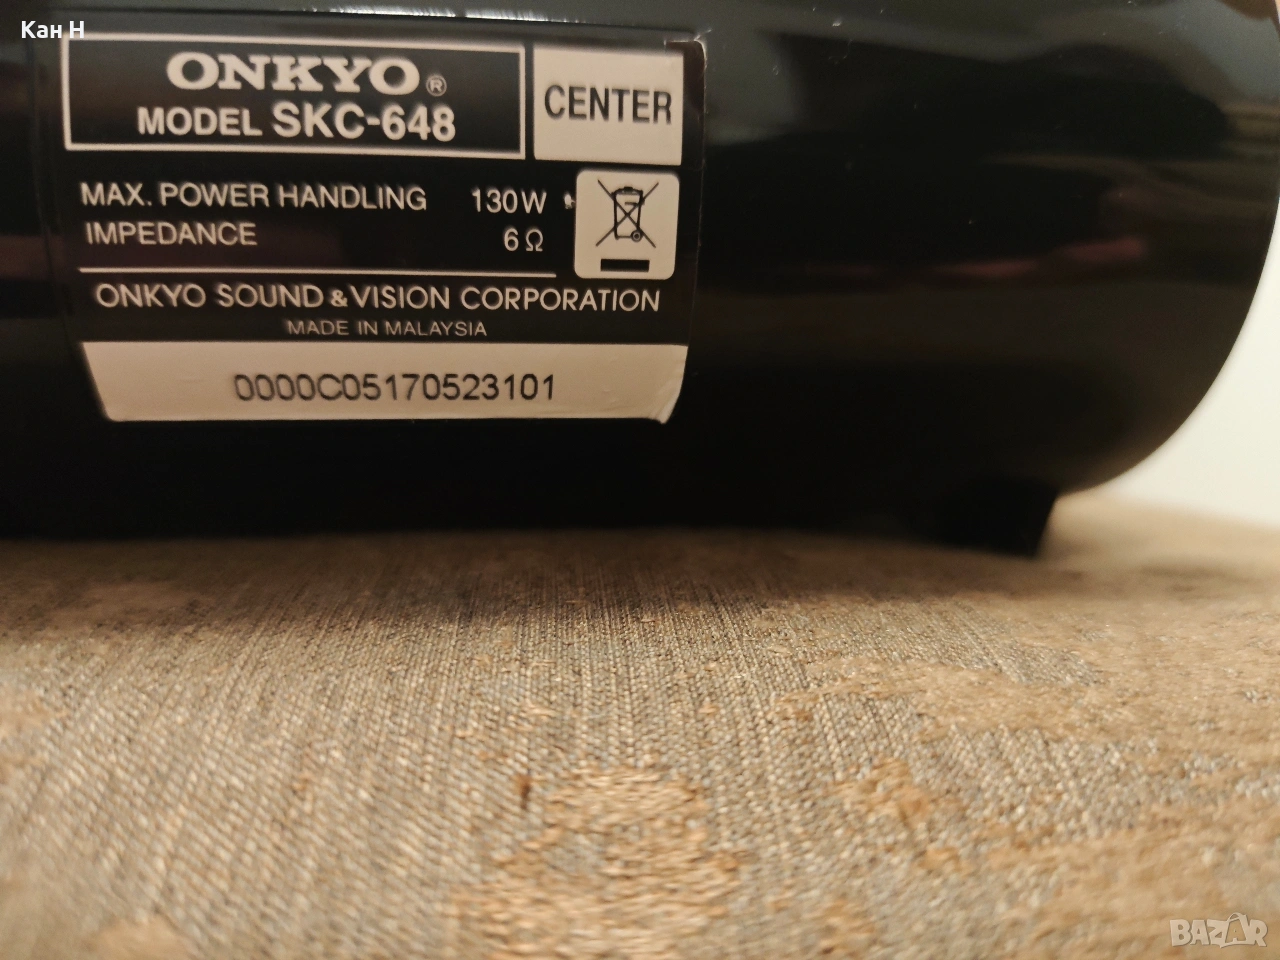 Кан Н
ONKYO®
MODEL SKC-648
CENTER
MAX. POWER HANDLING 130W
IMPEDANCE 6Ω
ONKYO SOUND & VISION CORPORATION
MADE IN MALAYSIA
0000C05170523101
BAZAR